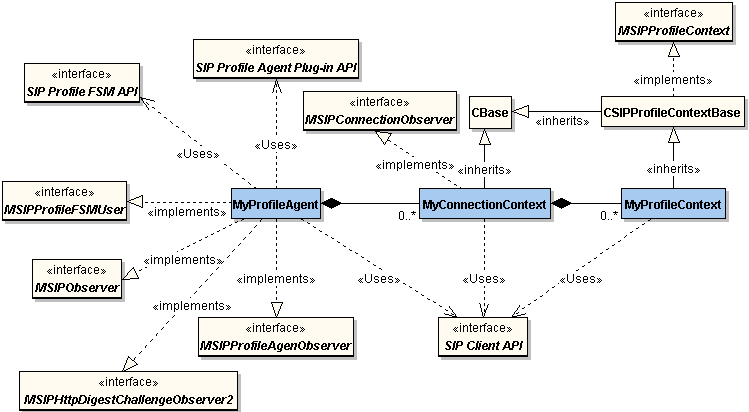 «interface»
MSIPProfileContext
«interface»
SIP Profile Agent Plug-in API
«interface»
SIP Profile FSM API
«implements»
«interface»
MSIPConnectionObserver
CBase
«inherits»
CSIPProfileContextBase
«Uses»
«Uses»
«implements»
«inherits»
«inherits»
«interface»
MSIPProfileFSMUser
«implements»
MyProfileAgent
0..*
MyConnectionContext
0..*
MyProfileContext
«implements»
«interface»
MSIPObserver
«implements»
«implements»
«Uses»
«Uses»
«Uses»
«interface»
MSIPProfileAgenObserver
«interface»
SIP Client API
«interface»
MSIPHttpDigestChallengeObserver2